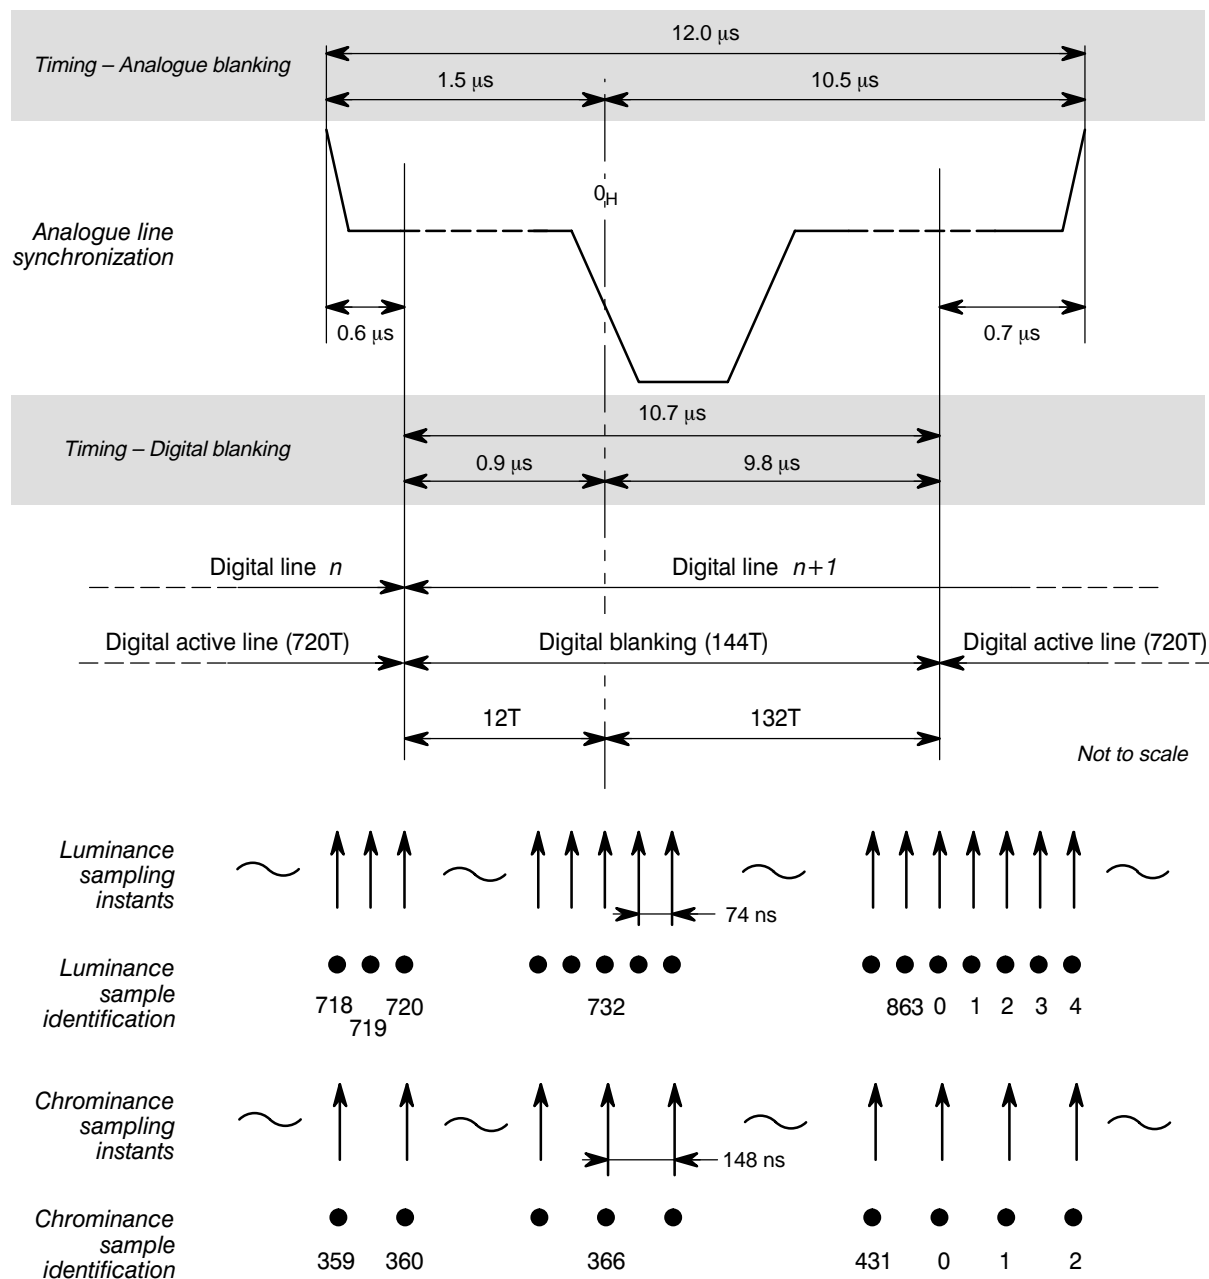 12.0 μs
Timing – Analogue blanking
1.5 μs
10.5 μs
0H
Analogue line
synchronization
0.6 μs
0.7 μs
10.7 μs
Timing – Digital blanking
0.9 μs
9.8 μs
Digital line n
Digital line n+1
Digital active line (720T)
Digital blanking (144T)
Digital active line (720T)
12T
132T
Not to scale
Luminance
sampling
instants
74 ns
Luminance
sample
identification
718
719
720
732
863
0
1
2
3
4
Chrominance
sampling
instants
148 ns
Chrominance
sample
identification
359
360
366
431
0
1
2